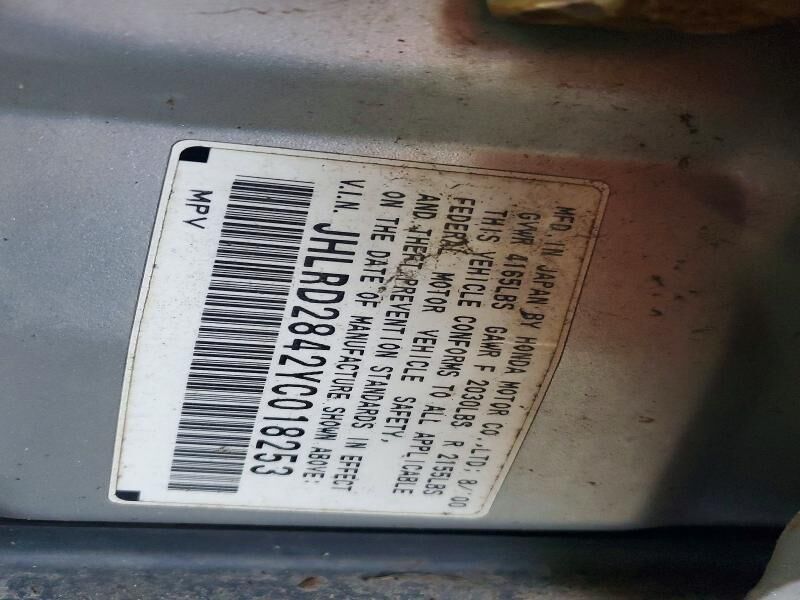 MFD. IN JAPAN BY HONDA MOTOR CO.,LTD. 8/'00
GVWR 4165LBS GAWR F 2030LBS R 2155LBS
THIS VEHICLE CONFORMS TO ALL APPLICABLE
FEDERAL MOTOR VEHICLE SAFETY,
AND THEFT PREVENTION STANDARDS IN EFFECT
ON THE DATE OF MANUFACTURE SHOWN ABOVE:
V.I.N. JHLRD2842YC018253
MPV